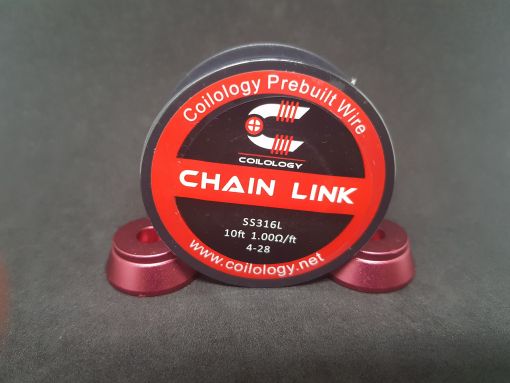 Coilology Prebuilt Wire
COILOLOGY
CHAIN LINK
SS316L
10ft 1.00Ω/ft
4-28
www.coilology.net